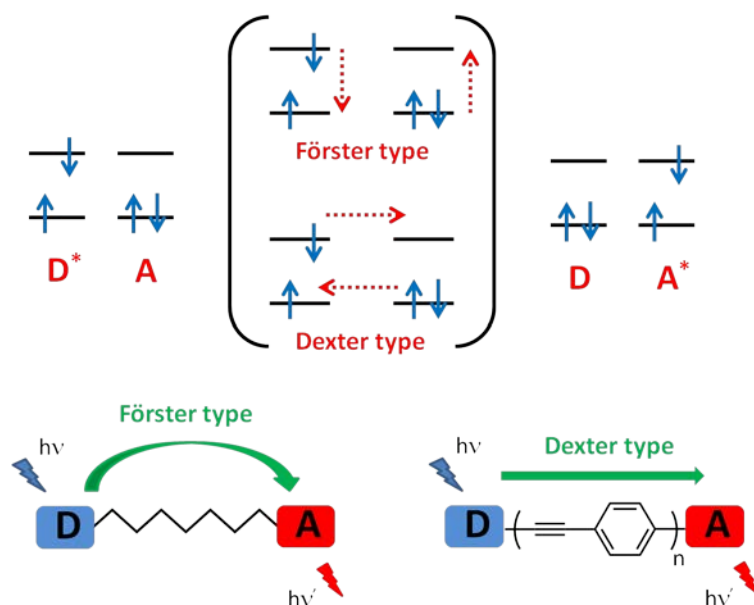 Förster type
D* A
Dexter type
D A*
Förster type
hν
D A
hν'
Dexter type
hν
D n A
hν'